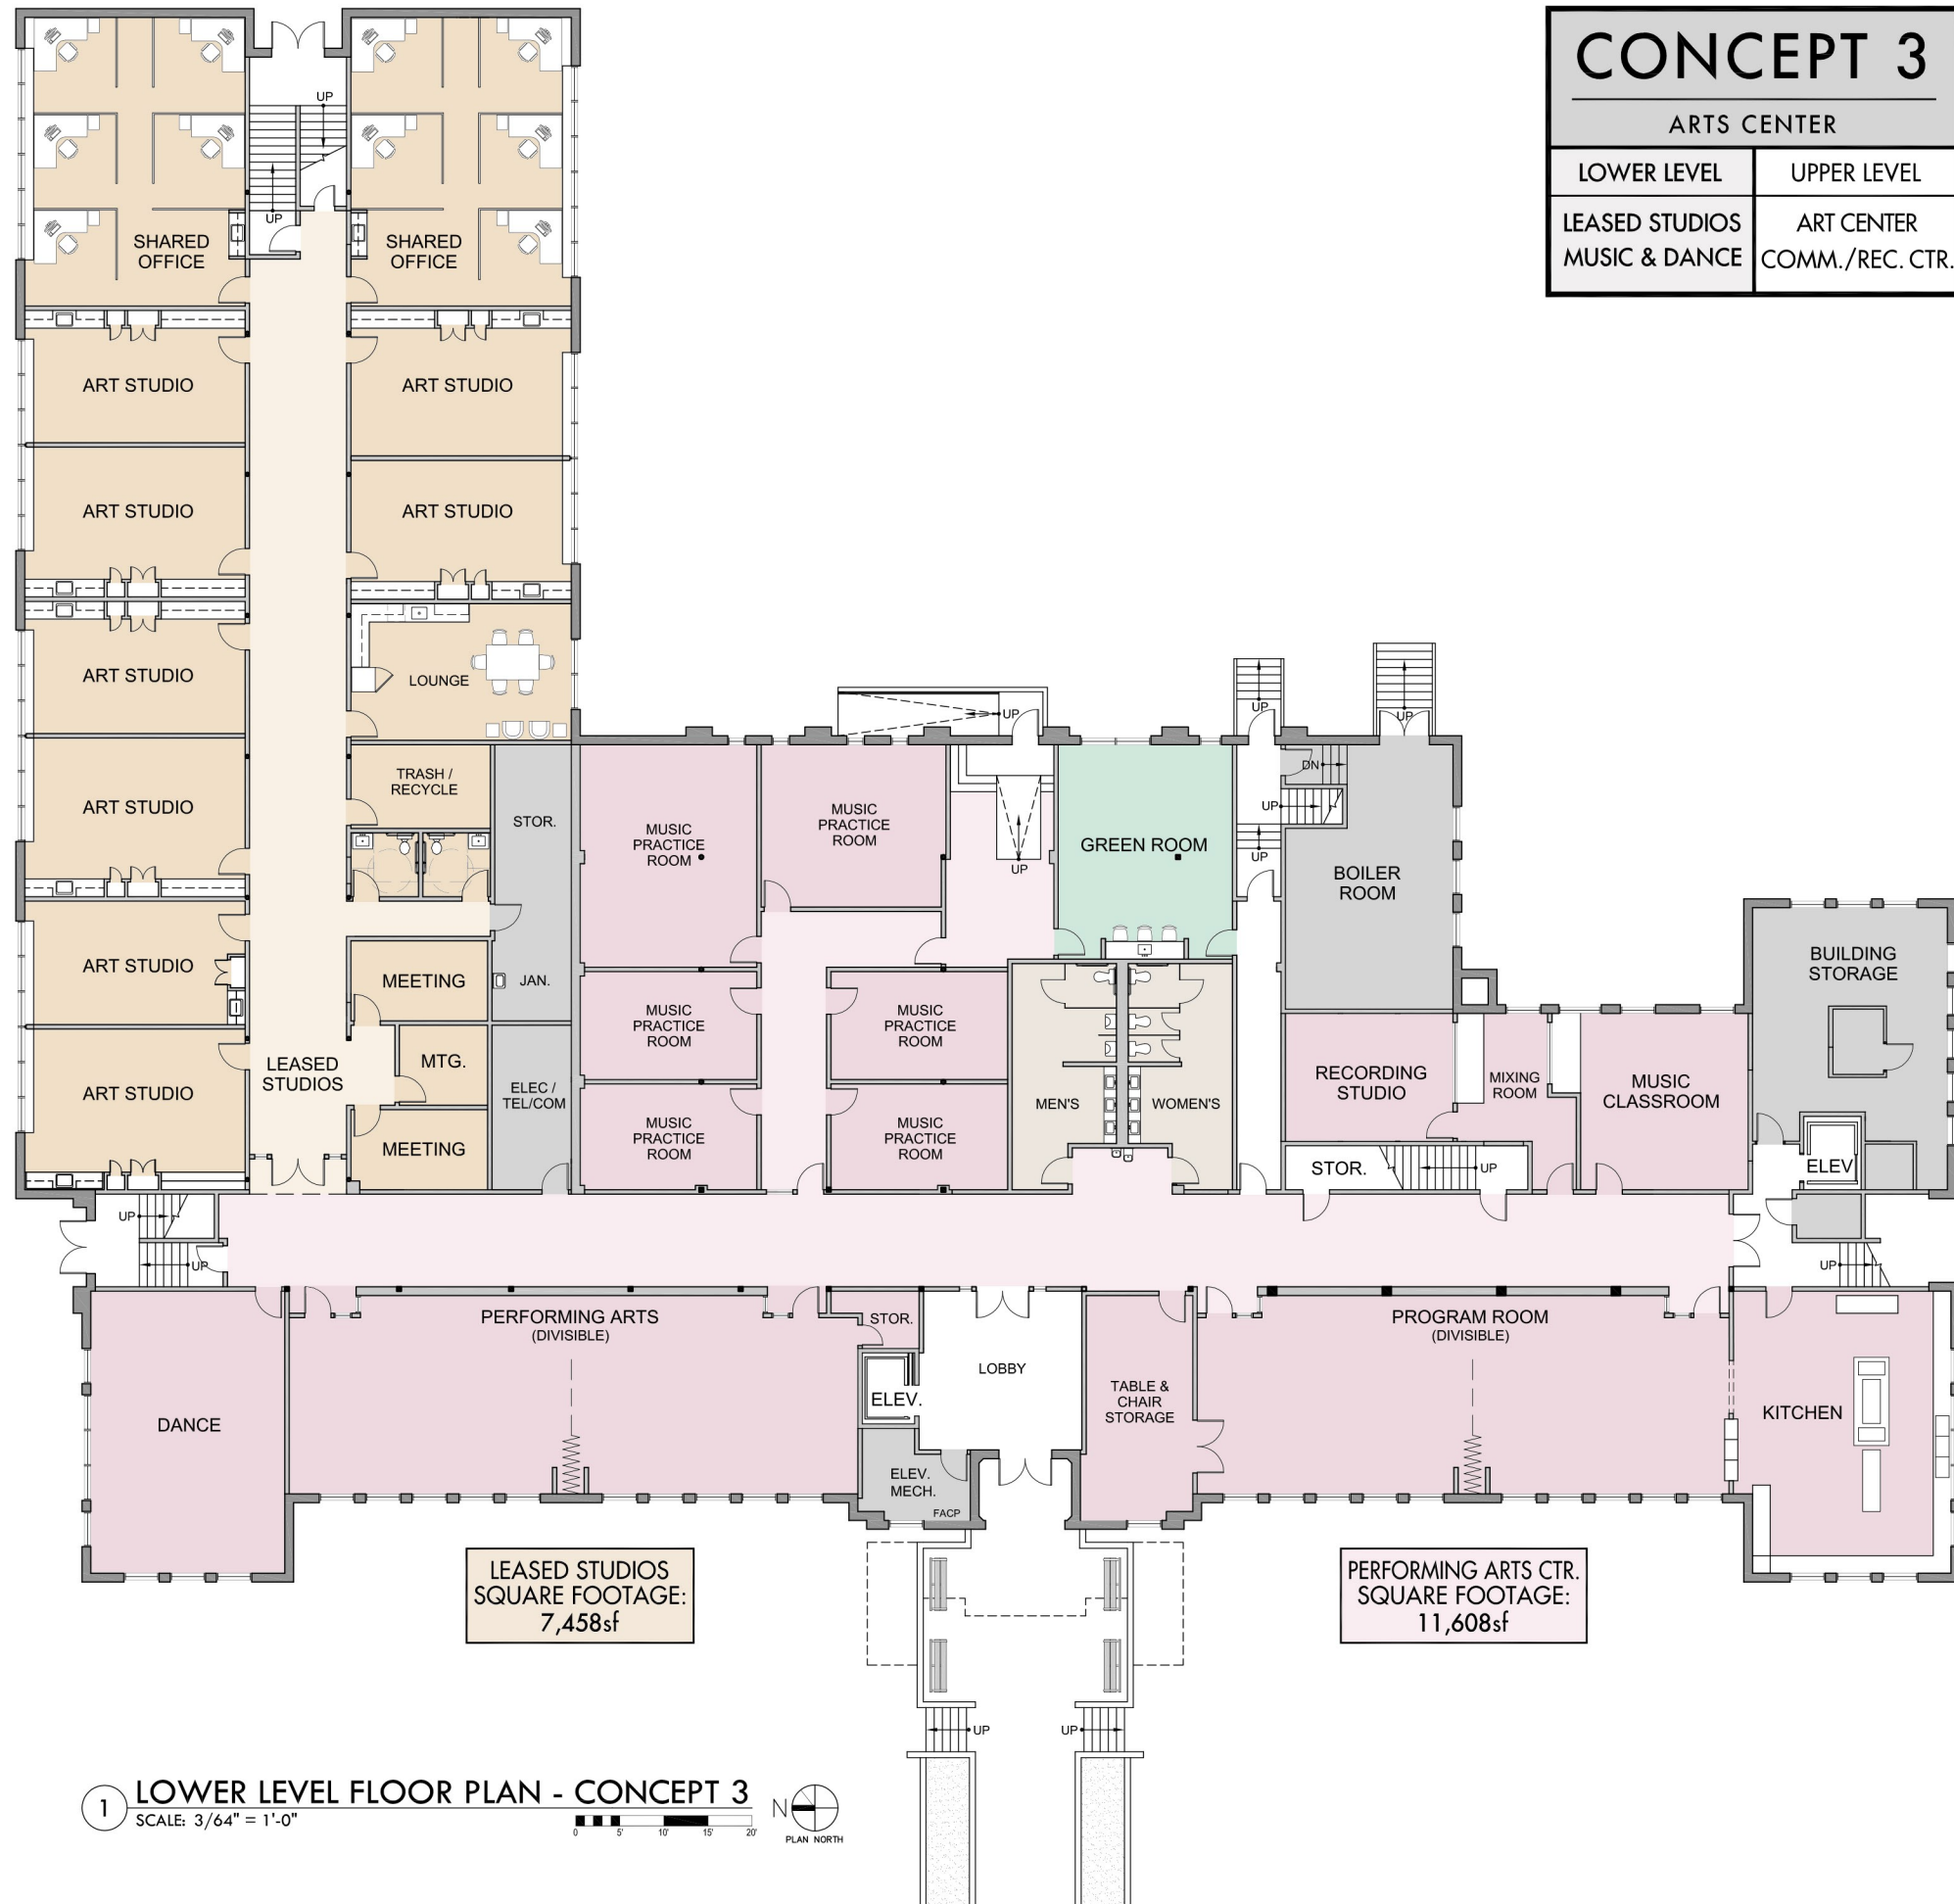 CONCEPT 3
ARTS CENTER
LOWER LEVEL
UPPER LEVEL
LEASED STUDIOS
MUSIC & DANCE
ART CENTER
COMM./REC. CTR.
UP
UP
SHARED
OFFICE
SHARED
OFFICE
ART STUDIO
ART STUDIO
ART STUDIO
ART STUDIO
ART STUDIO
LOUNGE
ART STUDIO
TRASH /
RECYCLE
STOR.
ART STUDIO
MEETING
JAN.
LEASED
STUDIOS
MTG.
ELEC /
TEL/COM
ART STUDIO
MEETING
MUSIC
PRACTICE
ROOM
MUSIC
PRACTICE
ROOM
UP
UP
GREEN ROOM
UP
UP
DN
UP
UP
BOILER
ROOM
BUILDING
STORAGE
MUSIC
PRACTICE
ROOM
MUSIC
PRACTICE
ROOM
MUSIC
PRACTICE
ROOM
MUSIC
PRACTICE
ROOM
MEN'S
WOMEN'S
RECORDING
STUDIO
MIXING
ROOM
MUSIC
CLASSROOM
STOR.
UP
ELEV
UP
UP
UP
DANCE
PERFORMING ARTS
(DIVISIBLE)
STOR.
ELEV.
ELEV.
MECH.
FACP
LOBBY
TABLE &
CHAIR
STORAGE
PROGRAM ROOM
(DIVISIBLE)
KITCHEN
LEASED STUDIOS
SQUARE FOOTAGE:
7,458sf
PERFORMING ARTS CTR.
SQUARE FOOTAGE:
11,608sf
UP
UP
1
LOWER LEVEL FLOOR PLAN - CONCEPT 3
SCALE: 3/64" = 1'-0"
0 5' 10' 15' 20'
N
PLAN NORTH